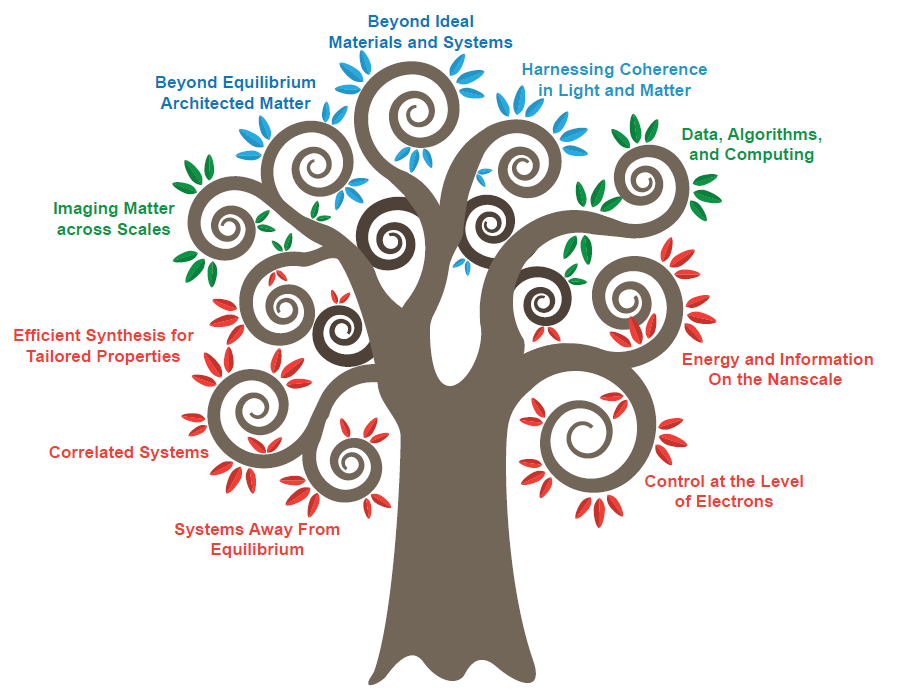 Beyond Ideal
Materials and Systems
Harnessing Coherence
in Light and Matter
Beyond Equilibrium
Architected Matter
Data, Algorithms,
and Computing
Imaging Matter
across Scales
Efficient Synthesis for
Tailored Properties
Energy and Information
On the Nanscale
Correlated Systems
Control at the Level
of Electrons
Systems Away From
Equilibrium